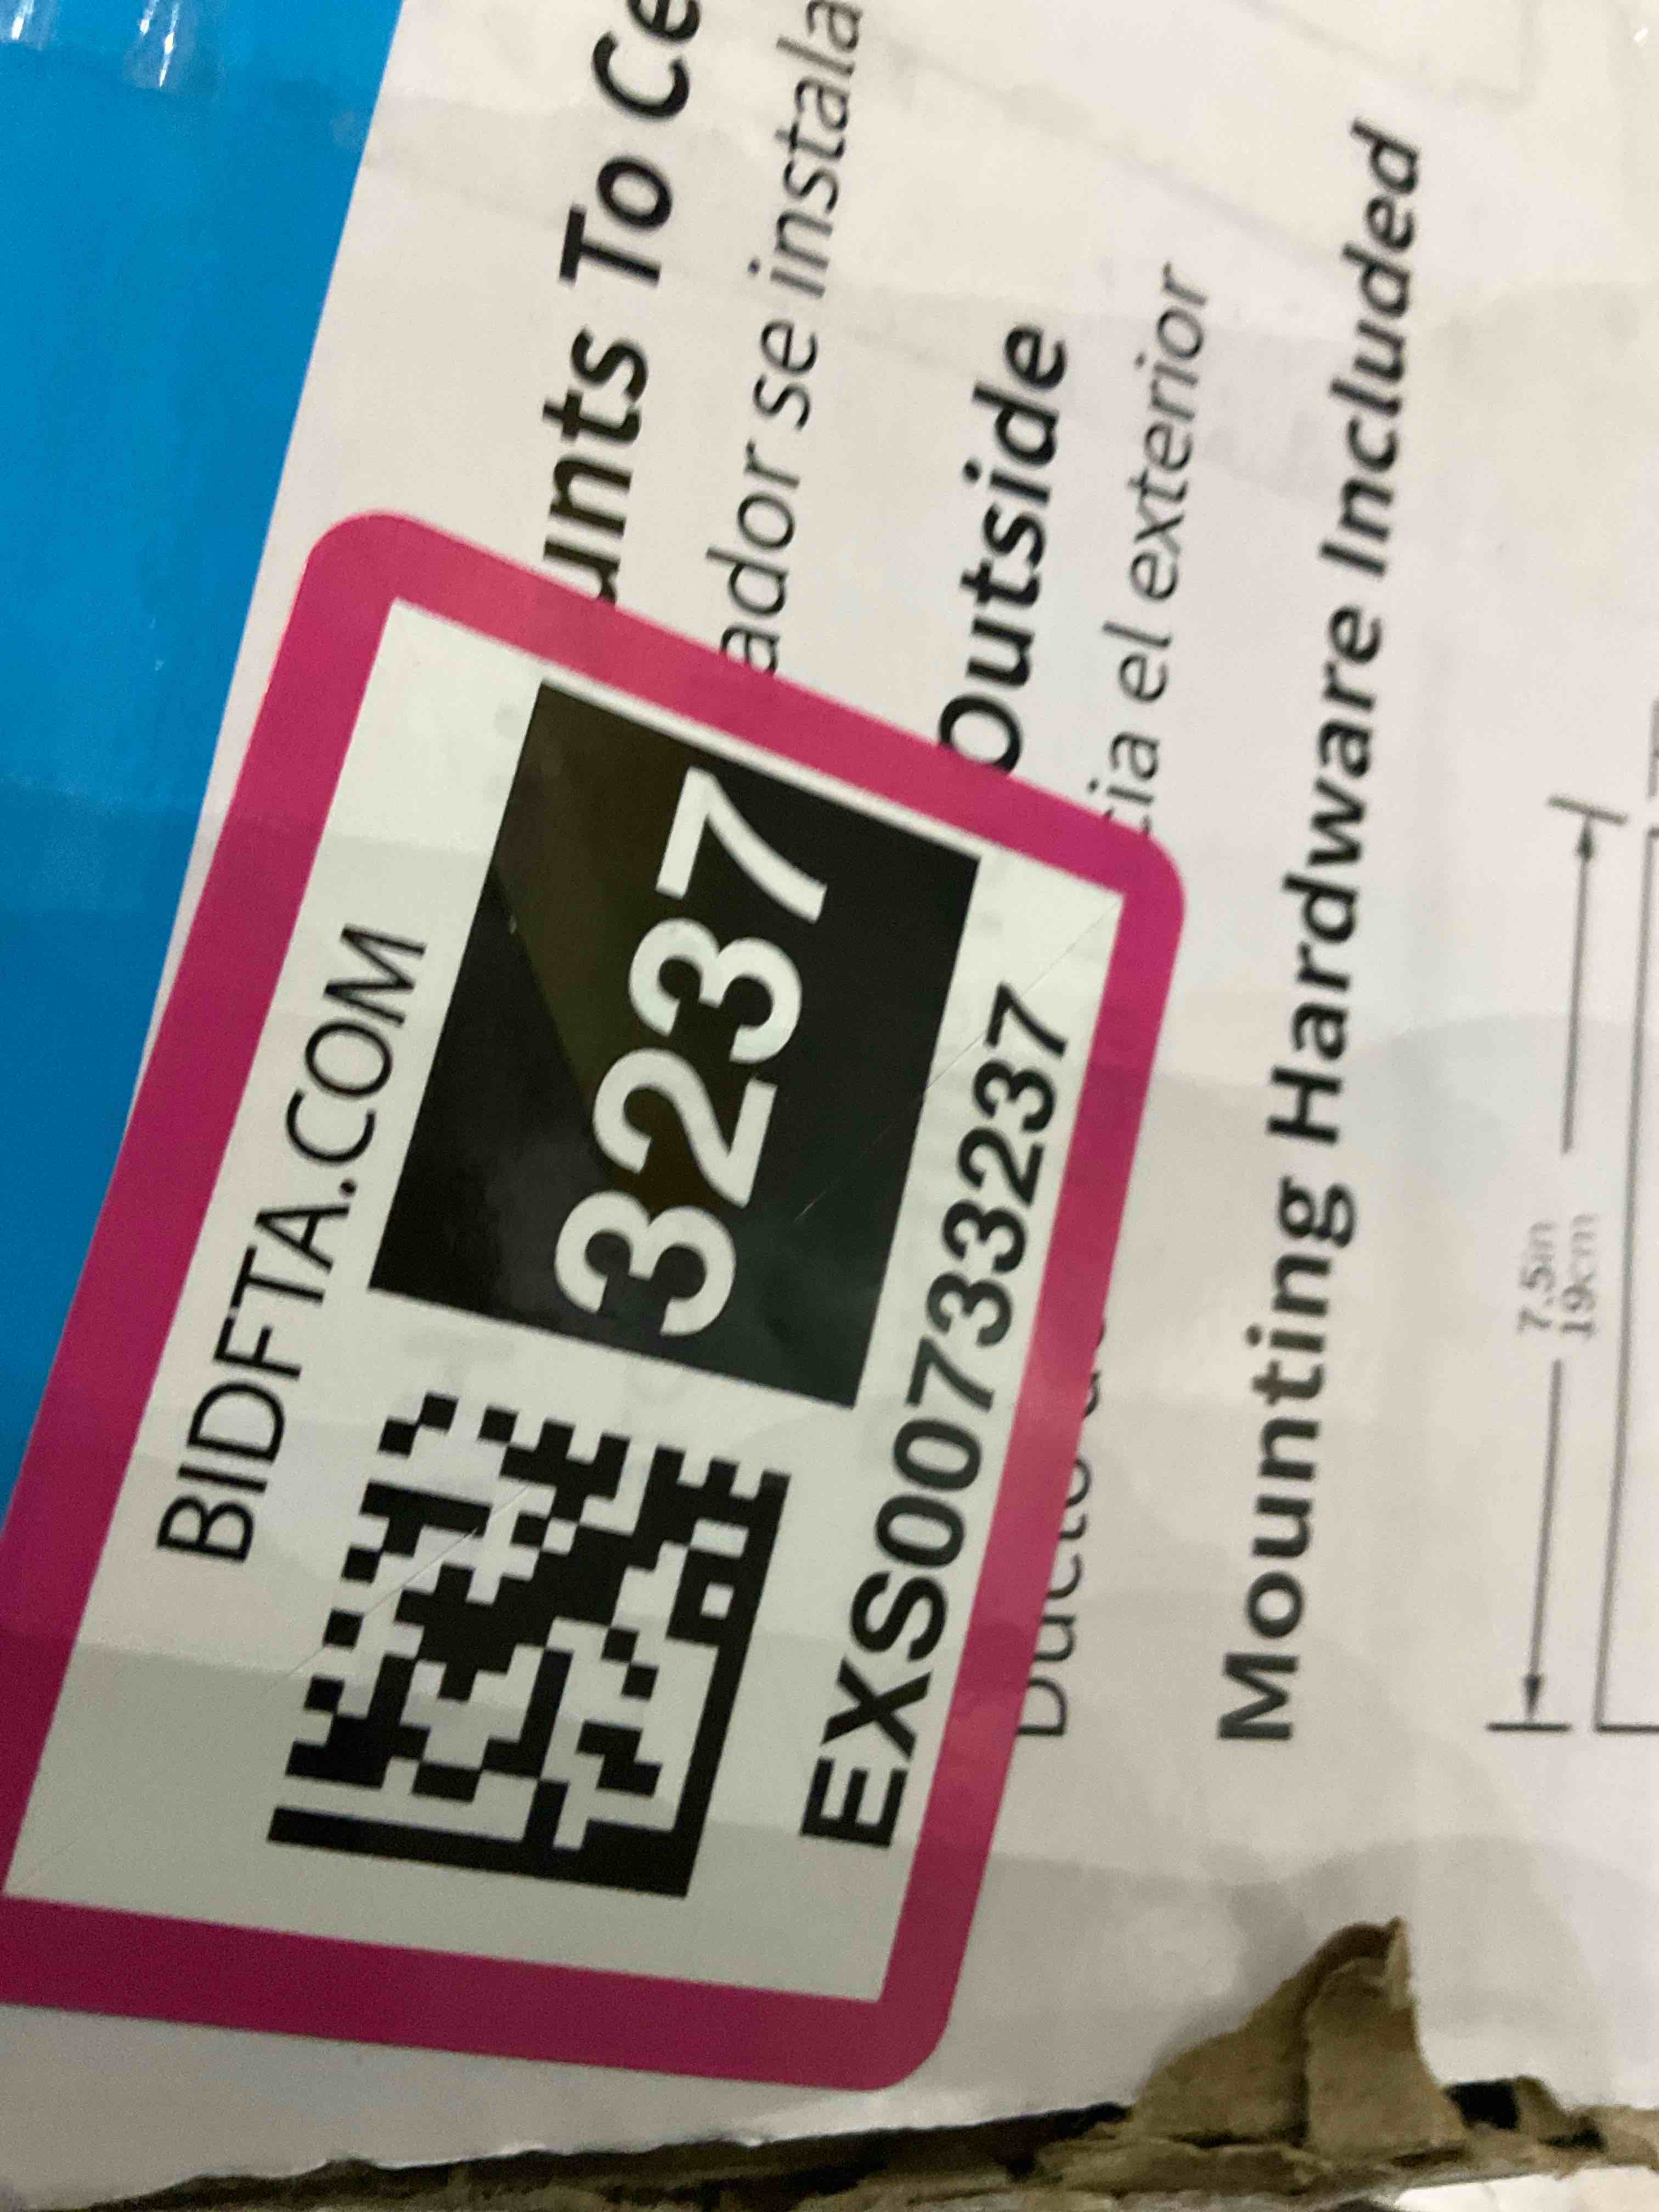 BIDFTA.COM
3237
EXS00733237
unts To Ce
ador se instala
Outside
cia el exterior
Mounting Hardware Included
7.5in
19cm